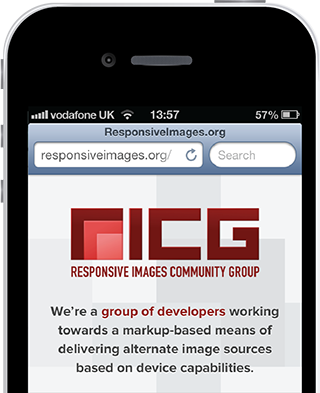 vodafone UK 13:57 57%
ResponsiveImages.org
responsiveimages.org/ Search
RICG
RESPONSIVE IMAGES COMMUNITY GROUP
We're a group of developers working
towards a markup-based means of
delivering alternate image sources
based on device capabilities.